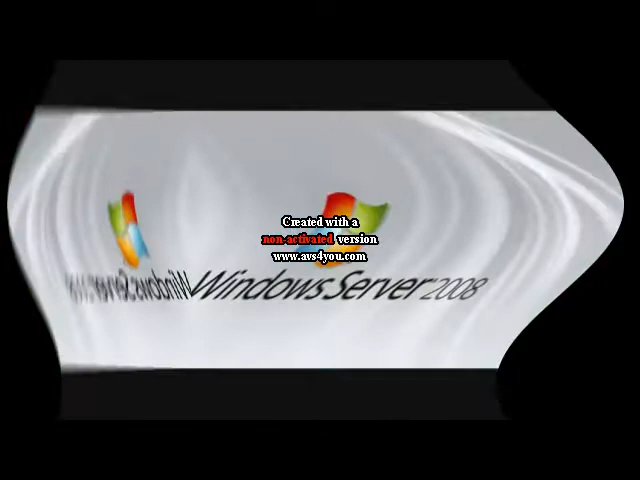 Created with a
non-activated version
www.avs4you.com
Windows Server 2008